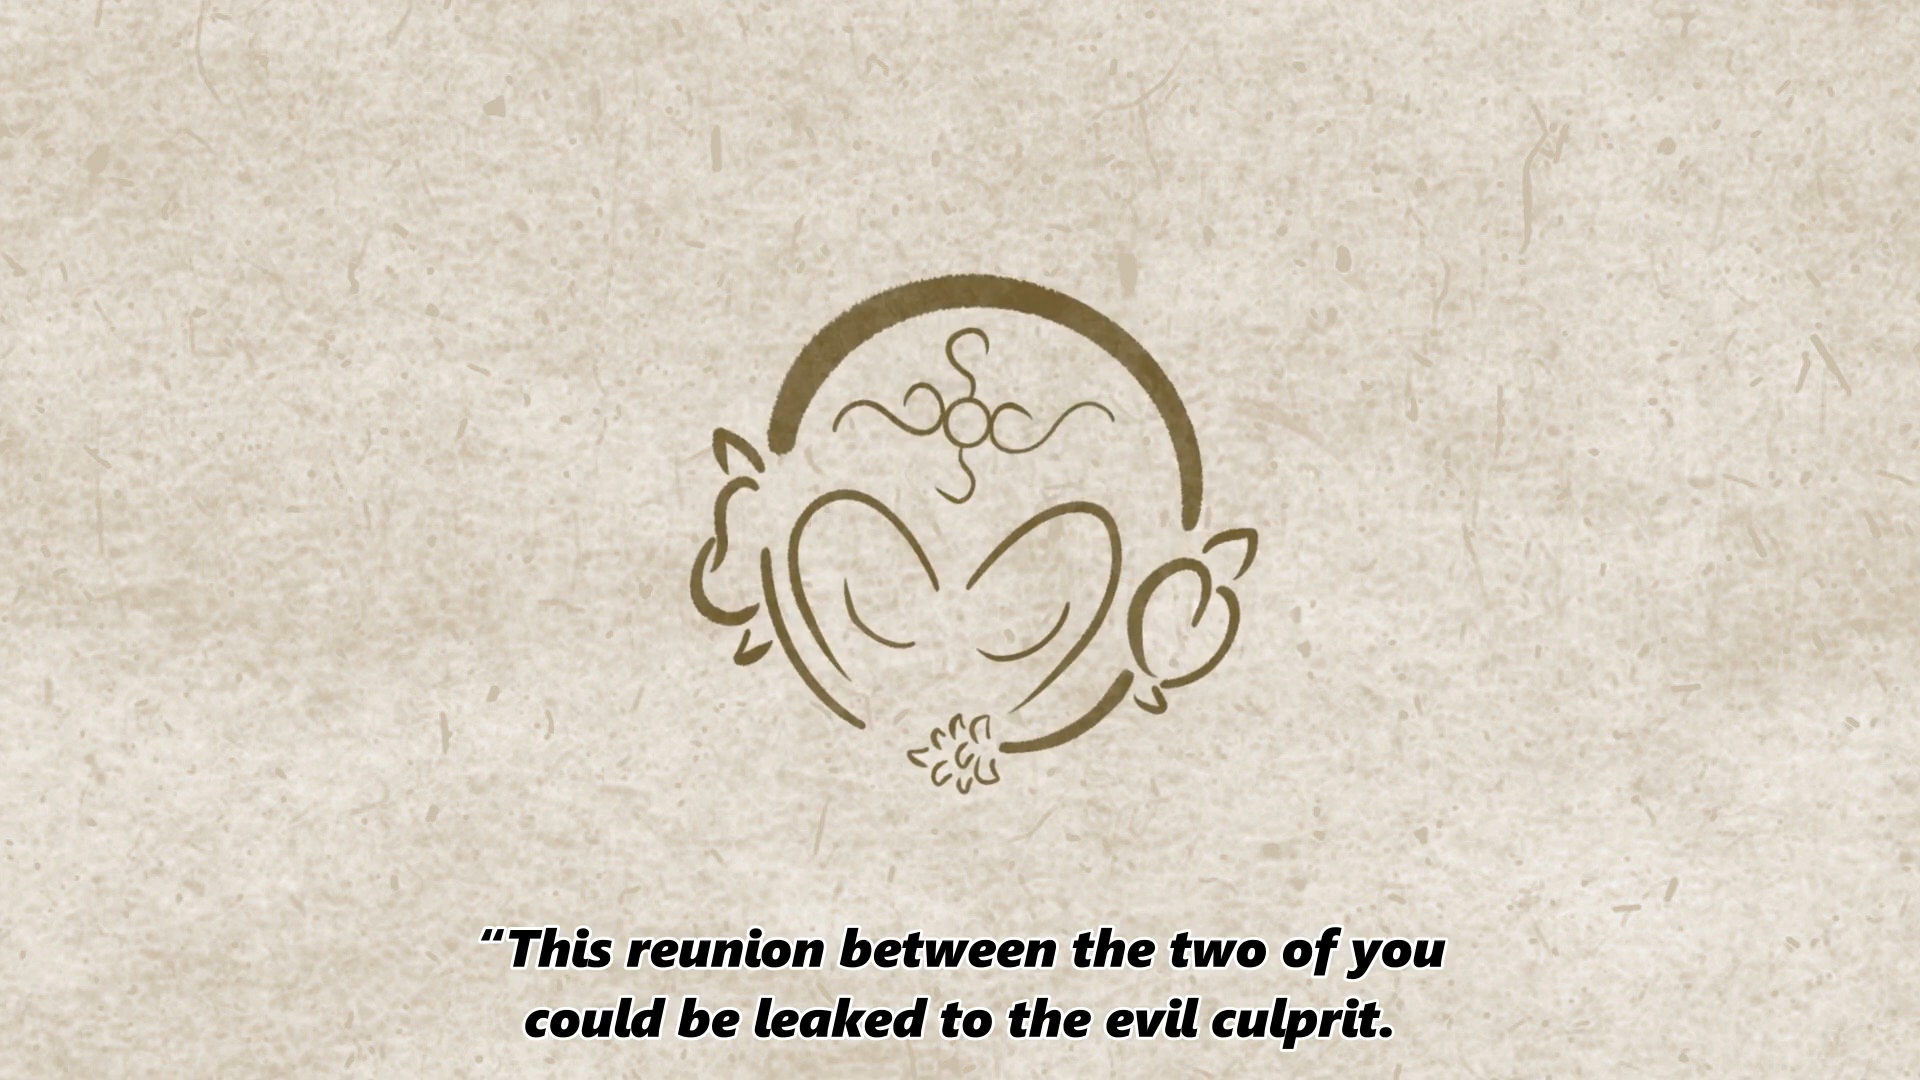 “This reunion between the two of you
could be leaked to the evil culprit.